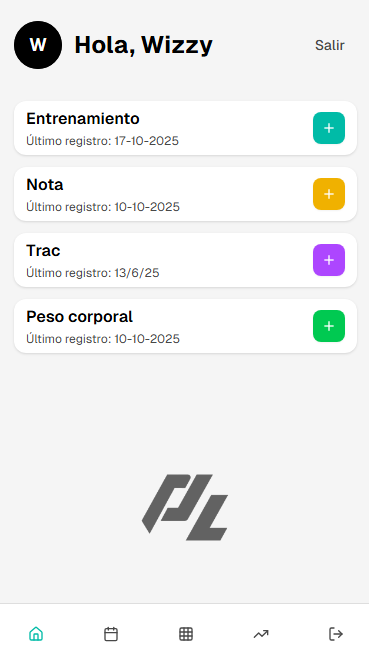 W
Hola, Wizzy
Salir
Entrenamiento
Último registro: 17-10-2025
Nota
Último registro: 10-10-2025
Trac
Último registro: 13/6/25
Peso corporal
Último registro: 10-10-2025
PL